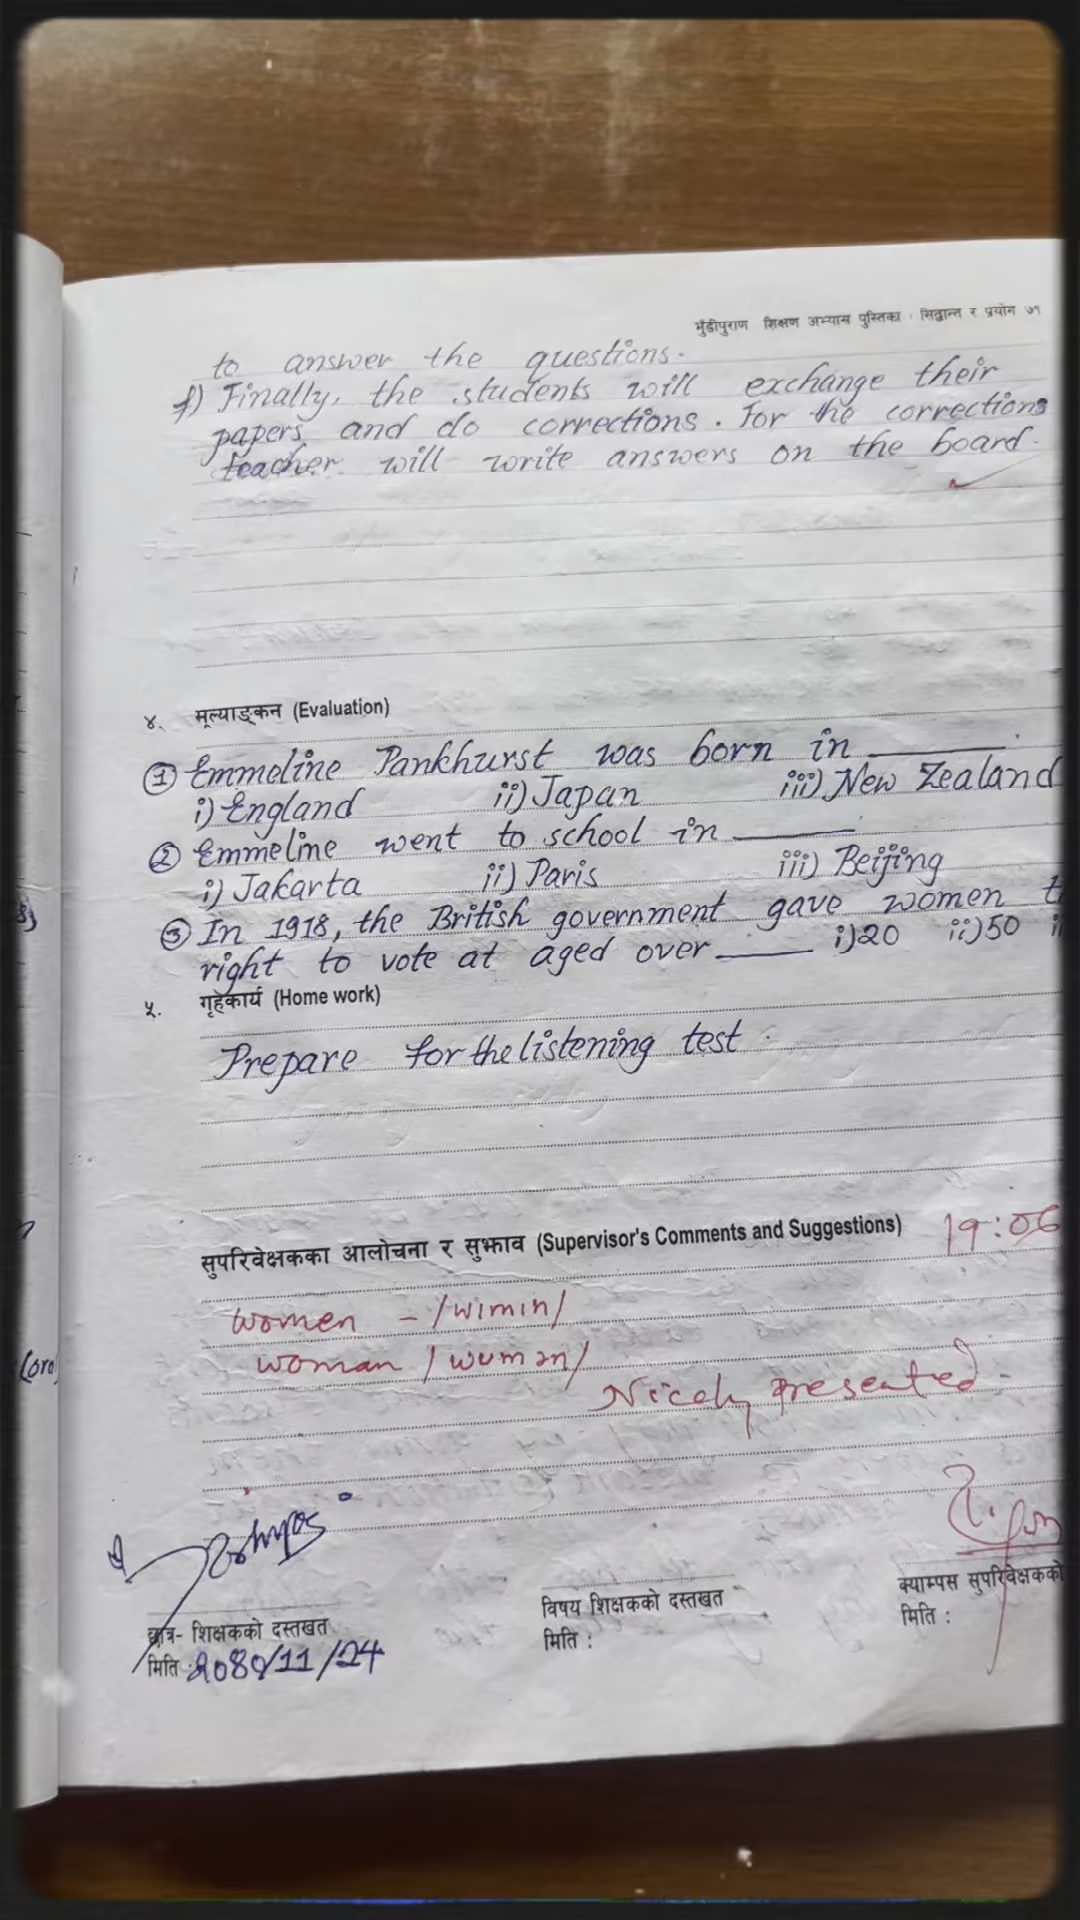 भुँडीपुराण शिक्षण अभ्यास पुस्तिका : सिद्धान्त र प्रयोग ७१
to answer the questions.
f) Finally, the students will exchange their
papers and do corrections. For the corrections
teacher will write answers on the board.
४. मूल्याङ्कन (Evaluation)
① Emmeline Pankhurst was born in ______.
i) England ii) Japan iii) New Zealand
② Emmeline went to school in ______.
i) Jakarta ii) Paris iii) Beijing
③ In 1918, the British government gave women t
right to vote at aged over ____ i) 20 ii) 50 i
५. गृहकार्य (Home work)
Prepare for the listening test.
सुपरिवेक्षकका आलोचना र सुझाव (Supervisor's Comments and Suggestions) 19:06
women - /wimin/
woman /wumən/
Nicely presented.
छात्र- शिक्षकको दस्तखत
मिति : 2080/11/24
विषय शिक्षकको दस्तखत
मिति :
क्याम्पस सुपरिवेक्षकको
मिति :
(oro